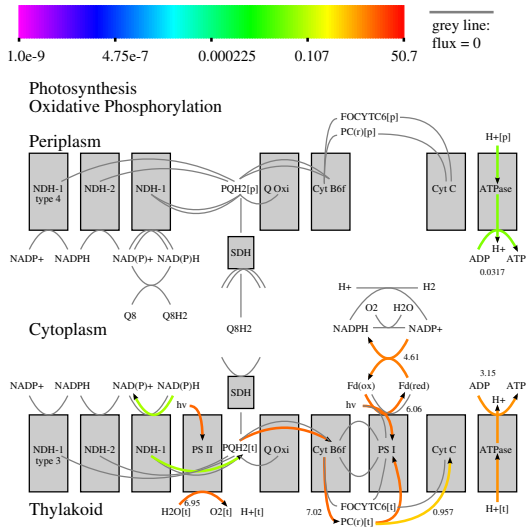 grey line:
flux = 0
1.0e-9 4.75e-7 0.000225 0.107 50.7
Photosynthesis
Oxidative Phosphorylation
Periplasm
FOCYTC6[p]
PC(r)[p]
H+[p]
NDH-1
type 4
NDH-2
NDH-1
PQH2[p]
Q Oxi
Cyt B6f
Cyt C
ATPase
SDH
NADP+ NADPH NAD(P)+ NAD(P)H
H+
ADP ATP
0.0317
Q8 Q8H2
Q8H2
H+ H2
O2 H2O
NADPH NADP+
Cytoplasm
4.61
NADP+ NADPH NAD(P)+ NAD(P)H
SDH
Fd(ox) Fd(red)
3.15
ADP ATP
H+
hν
hν
6.06
NDH-1
type 3
NDH-2
NDH-1
PS II
PQH2[t]
Q Oxi
Cyt B6f
PS I
Cyt C
ATPase
6.95
H2O[t] O2[t] H+[t]
FOCYTC6[t]
7.02
PC(r)[t]
0.957
H+[t]
Thylakoid